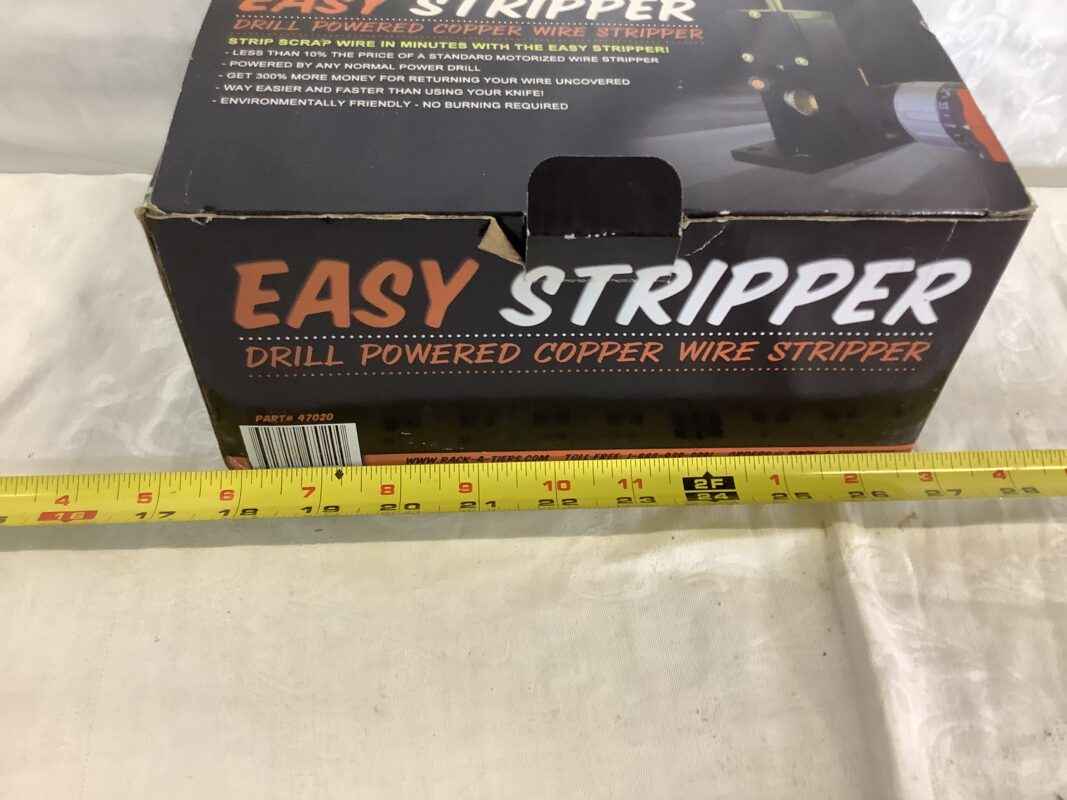 EASY STRIPPER
DRILL POWERED COPPER WIRE STRIPPER
STRIP SCRAP WIRE IN MINUTES WITH THE EASY STRIPPER!
- LESS THAN 10% THE PRICE OF A STANDARD MOTORIZED WIRE STRIPPER
- POWERED BY ANY NORMAL POWER DRILL
- GET 300% MORE MONEY FOR RETURNING YOUR WIRE UNCOVERED
- WAY EASIER AND FASTER THAN USING YOUR KNIFE!
- ENVIRONMENTALLY FRIENDLY - NO BURNING REQUIRED
EASY STRIPPER
DRILL POWERED COPPER WIRE STRIPPER
PART# 47020
WWW.RACK-A-TIERS.COM TOLL FREE
4 5 6 7 8 9 10 11 2F 1 2 3 4
16 17 18 19 20 21 22 23 24 25 26 27 28